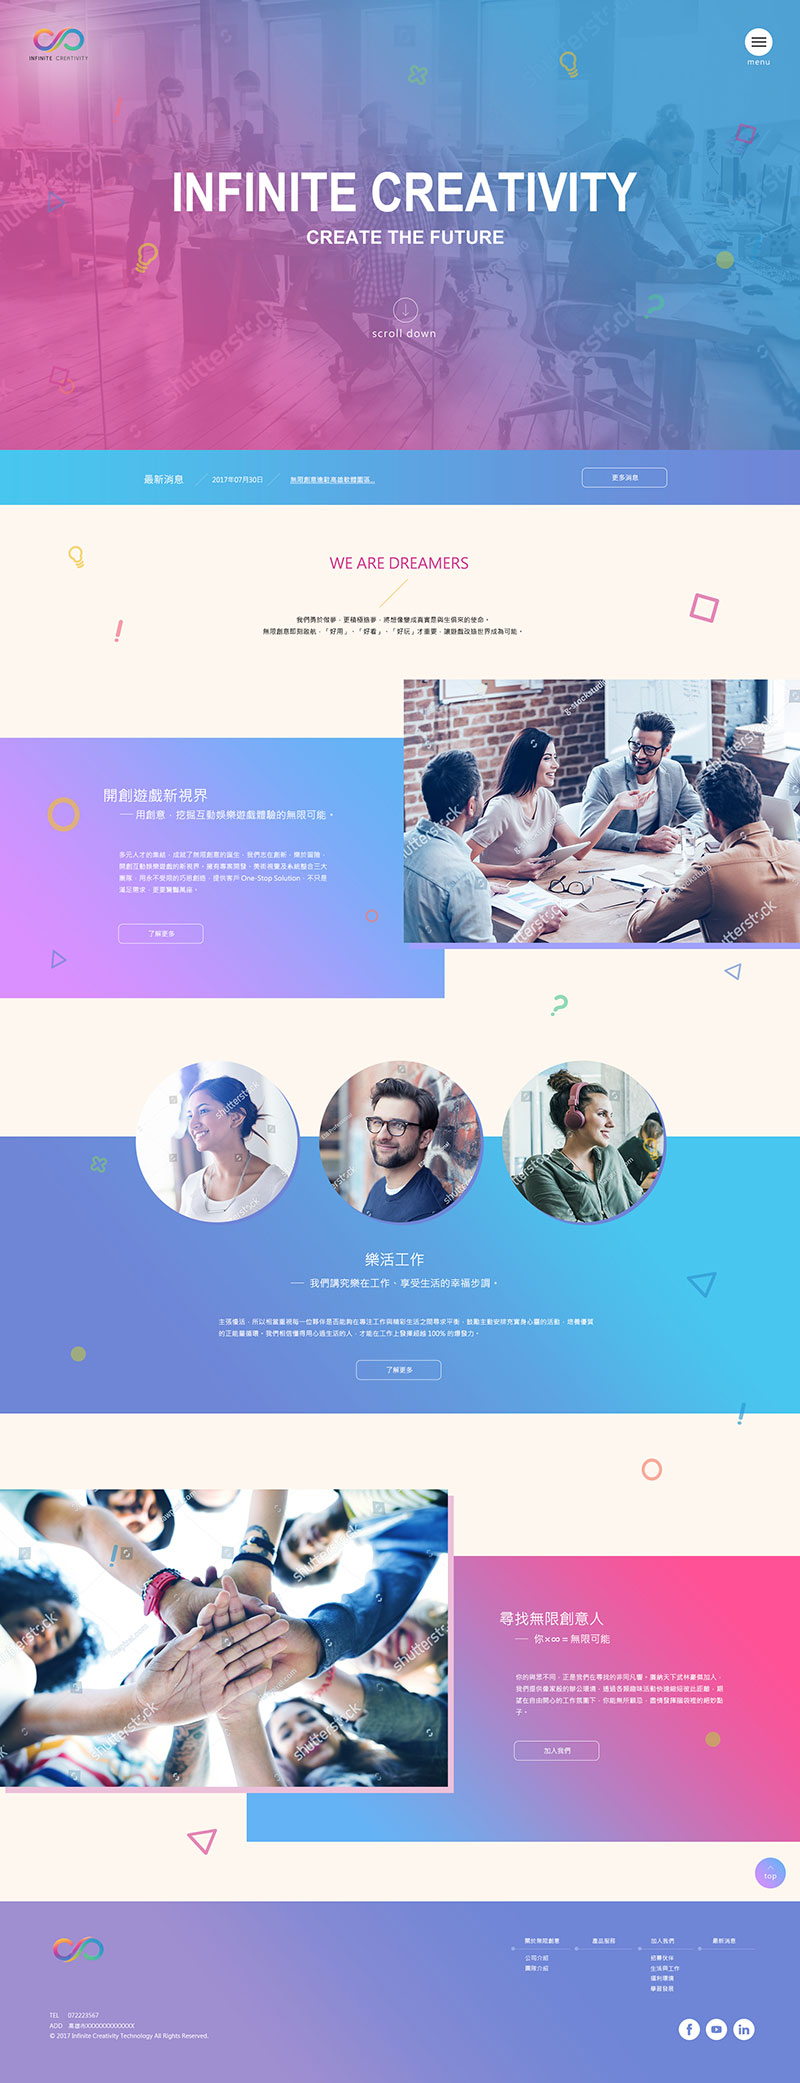 INFINITE CREATIVITY
menu
INFINITE CREATIVITY
CREATE THE FUTURE
scroll down
最新消息
2017年07月30日
無限創意進駐高雄軟體園區...
更多消息
WE ARE DREAMERS
我們勇於做夢，更積極造夢，將想像變成真實是與生俱來的使命。
無限創意即刻啟航，「好用」、「好看」、「好玩」才重要，讓遊戲改造世界成為可能。
開創遊戲新視界
── 用創意，挖掘互動娛樂遊戲體驗的無限可能。
多元人才的集結，成就了無限創意的誕生，我們志在創新，樂於冒險，
開創互動娛樂遊戲的新視界。擁有專業開發、美術視覺及系統整合三大
團隊，用永不受限的巧思創造，提供客戶 One-Stop Solution，不只是
滿足需求，更要驚豔萬座。
了解更多
樂活工作
── 我們講究樂在工作、享受生活的幸福步調。
主張優活，所以相當重視每一位夥伴是否能夠在專注工作與精彩生活之間尋求平衡，鼓勵主動安排充實身心靈的活動，培養優質
的正能量循環。我們相信懂得用心過生活的人，才能在工作上發揮超越 100% 的爆發力。
了解更多
尋找無限創意人
── 你×∞ = 無限可能
你的與眾不同，正是我們在尋找的非同凡響。廣納天下武林豪俱加入，
我們提供像家般的辦公環境，透過各類趣味活動快速縮短彼此距離，期
望在自由開心的工作氛圍下，你能無所顧忌，盡情發揮腦袋裡的絕妙點
子。
加入我們
top
關於無限創意
產品服務
加入我們
最新消息
公司介紹
團隊介紹
招募伙伴
生活與工作
福利環境
學習發展
TEL 072223567
ADD 高雄市XXXXXXXXXXXXX
© 2017 Infinite Creativity Technology All Rights Reserved.